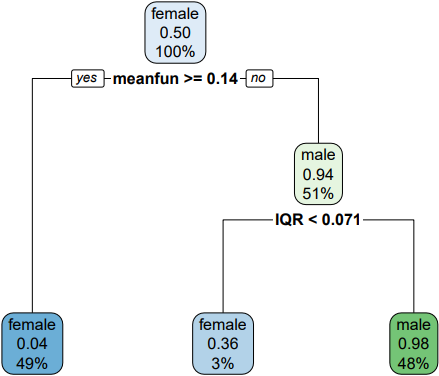 female
0.50
100%
yes meanfun >= 0.14 no
male
0.94
51%
IQR < 0.071
female
0.04
49%
female
0.36
3%
male
0.98
48%